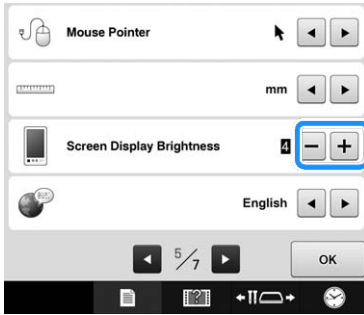 Mouse Pointer
mm
Screen Display Brightness 4 − +
English
5/7 OK